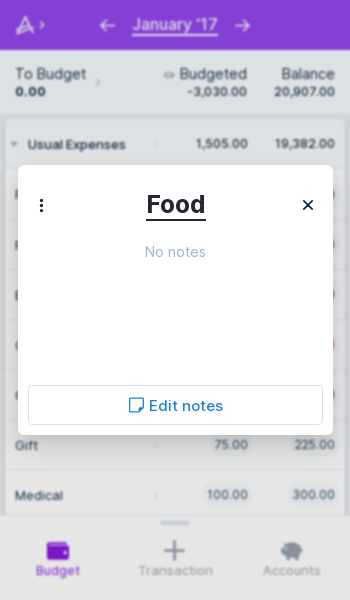 January '17
To Budget Budgeted Balance
0.00 -3,030.00 20,907.00
Usual Expenses 1,505.00 19,382.00
Food
No notes
Edit notes
Gift 75.00 225.00
Medical 100.00 300.00
Budget Transaction Accounts